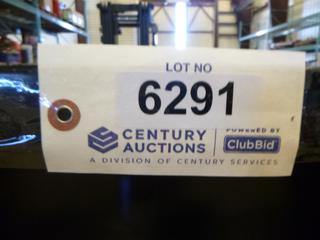 LOT NO
6291
CENTURY
AUCTIONS
POWERED BY
ClubBid
A DIVISION OF CENTURY SERVICES